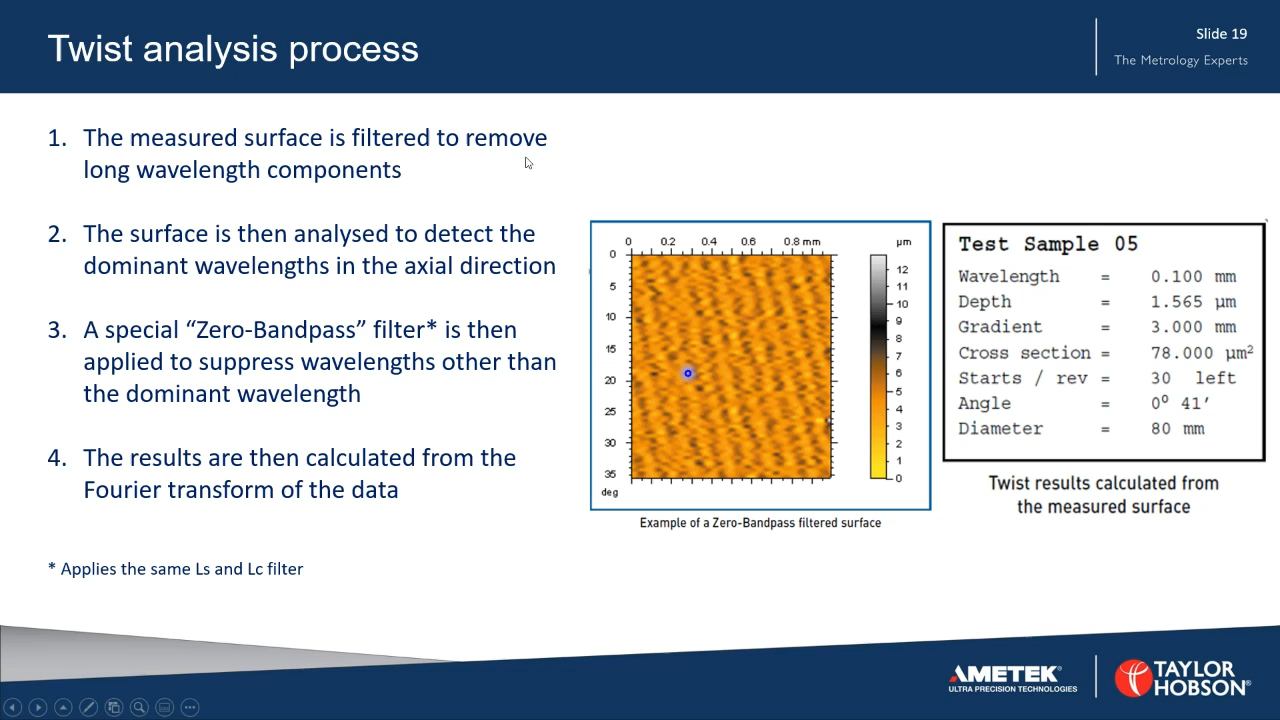 Twist analysis process
Slide 19
The Metrology Experts
1. The measured surface is filtered to remove
long wavelength components
2. The surface is then analysed to detect the
dominant wavelengths in the axial direction
3. A special “Zero-Bandpass” filter* is then
applied to suppress wavelengths other than
the dominant wavelength
4. The results are then calculated from the
Fourier transform of the data
* Applies the same Ls and Lc filter
0 0.2 0.4 0.6 0.8 mm
µm
0
5
10
15
20
25
30
35
deg
12
11
10
9
8
7
6
5
4
3
2
1
0
Example of a Zero-Bandpass filtered surface
Test Sample 05
Wavelength = 0.100 mm
Depth = 1.565 µm
Gradient = 3.000 mm
Cross section = 78.000 µm²
Starts / rev = 30 left
Angle = 0° 41′
Diameter = 80 mm
Twist results calculated from
the measured surface
AMETEK®
ULTRA PRECISION TECHNOLOGIES
TAYLOR
HOBSON®